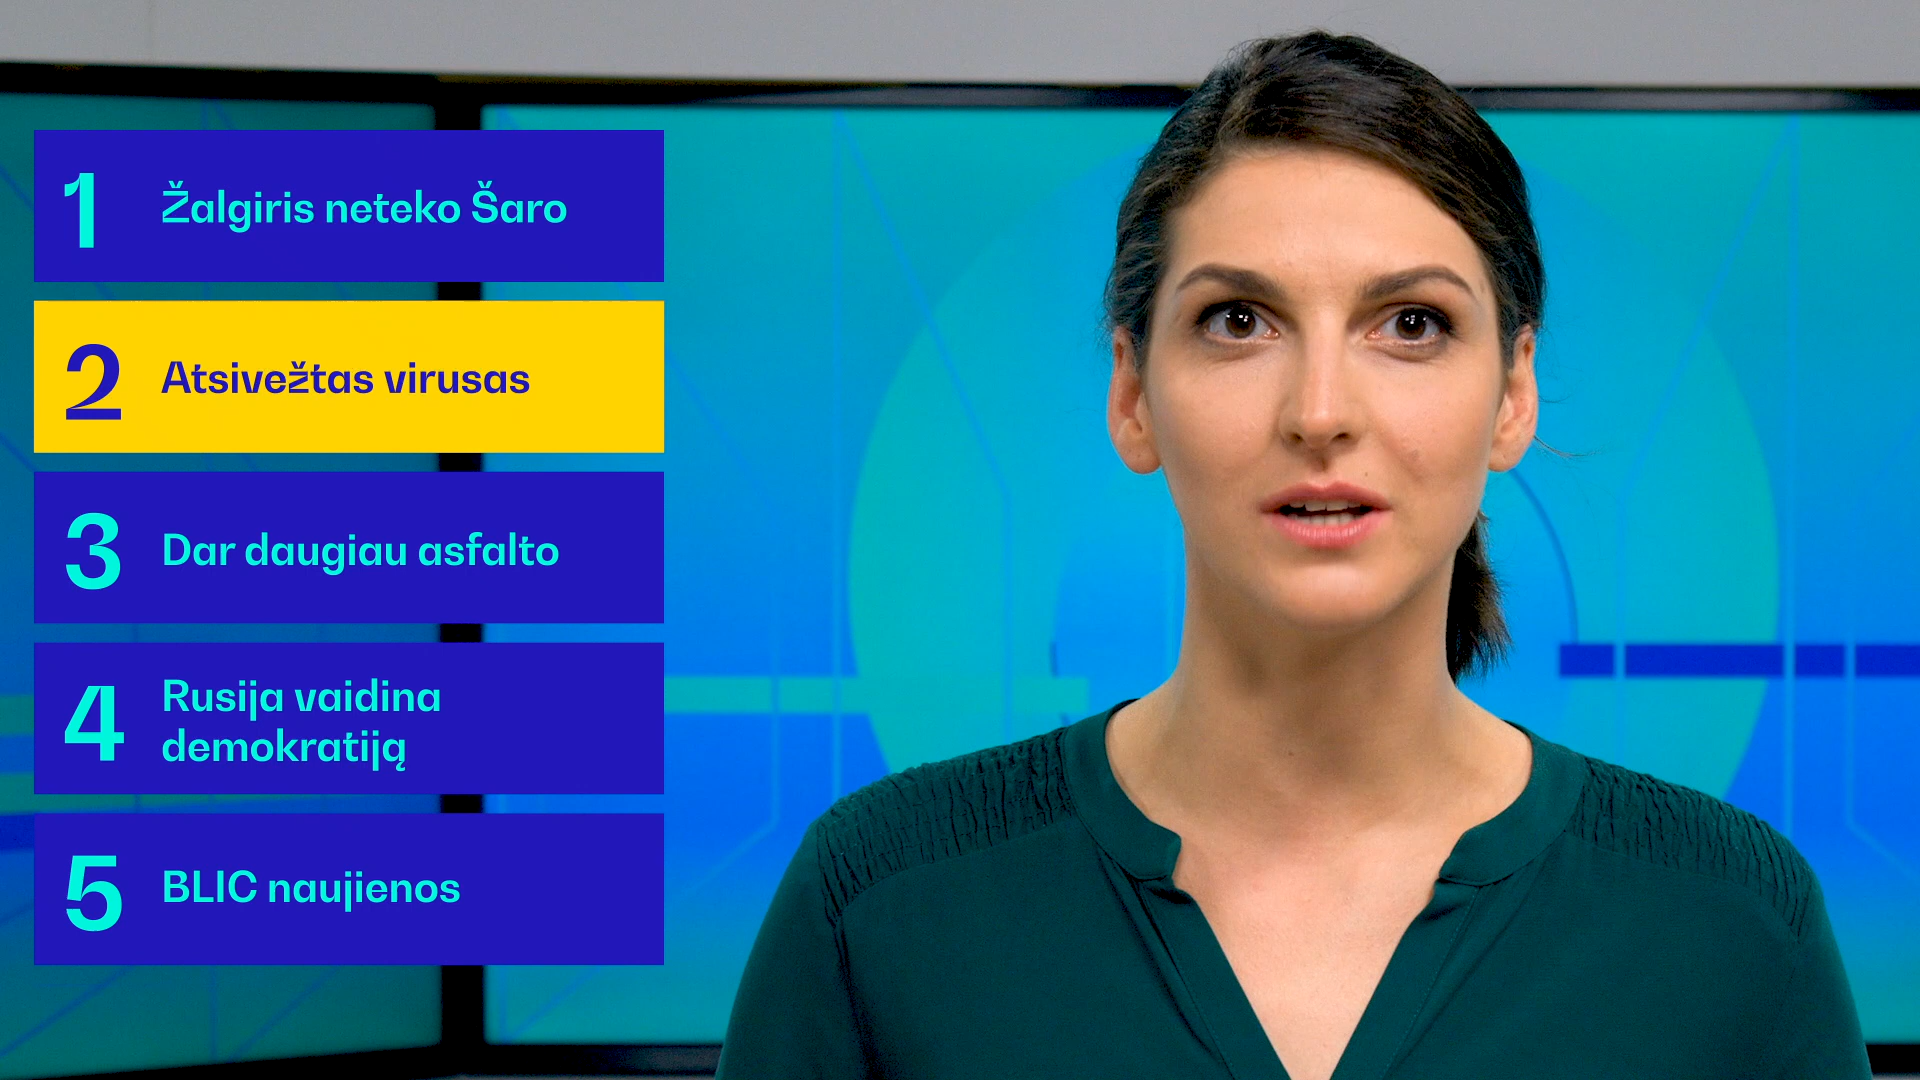 1 Žalgiris neteko Šaro
2 Atsivežtas virusas
3 Dar daugiau asfalto
4 Rusija vaidina
demokratiją
5 BLIC naujienos